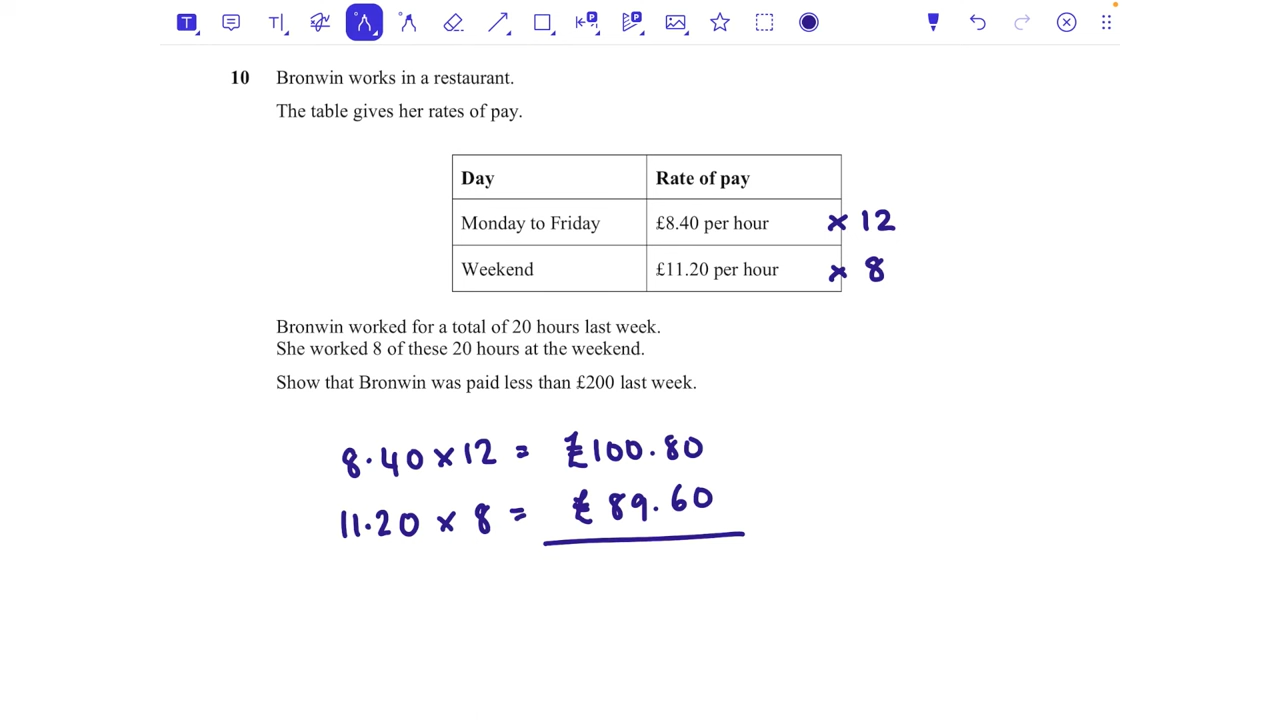 10 Bronwin works in a restaurant.
The table gives her rates of pay.
Day Rate of pay
Monday to Friday £8.40 per hour × 12
Weekend £11.20 per hour × 8
Bronwin worked for a total of 20 hours last week.
She worked 8 of these 20 hours at the weekend.
Show that Bronwin was paid less than £200 last week.
8.40 × 12 = £100.80
11.20 × 8 = £89.60